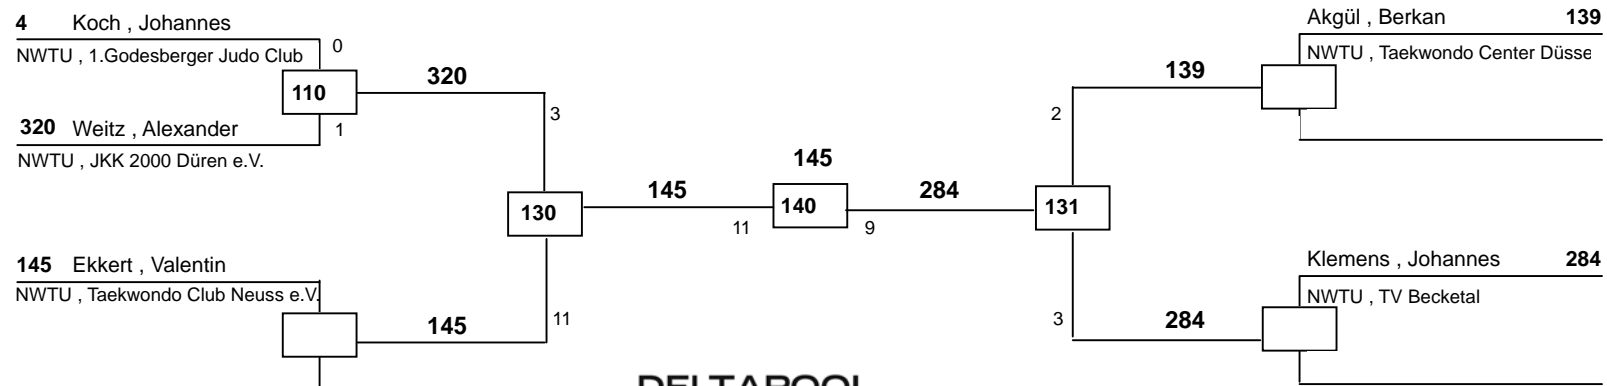 4 Koch , Johannes
0
NWTU , 1.Godesberger Judo Club
110
320
320 Weitz , Alexander
1
NWTU , JKK 2000 Düren e.V.
3
130
145
145 Ekkert , Valentin
NWTU , Taekwondo Club Neuss e.V.
145
11
145
140
11
9
284
131
Akgül , Berkan 139
NWTU , Taekwondo Center Düsse
139
2
Klemens , Johannes 284
NWTU , TV Becketal
284
3